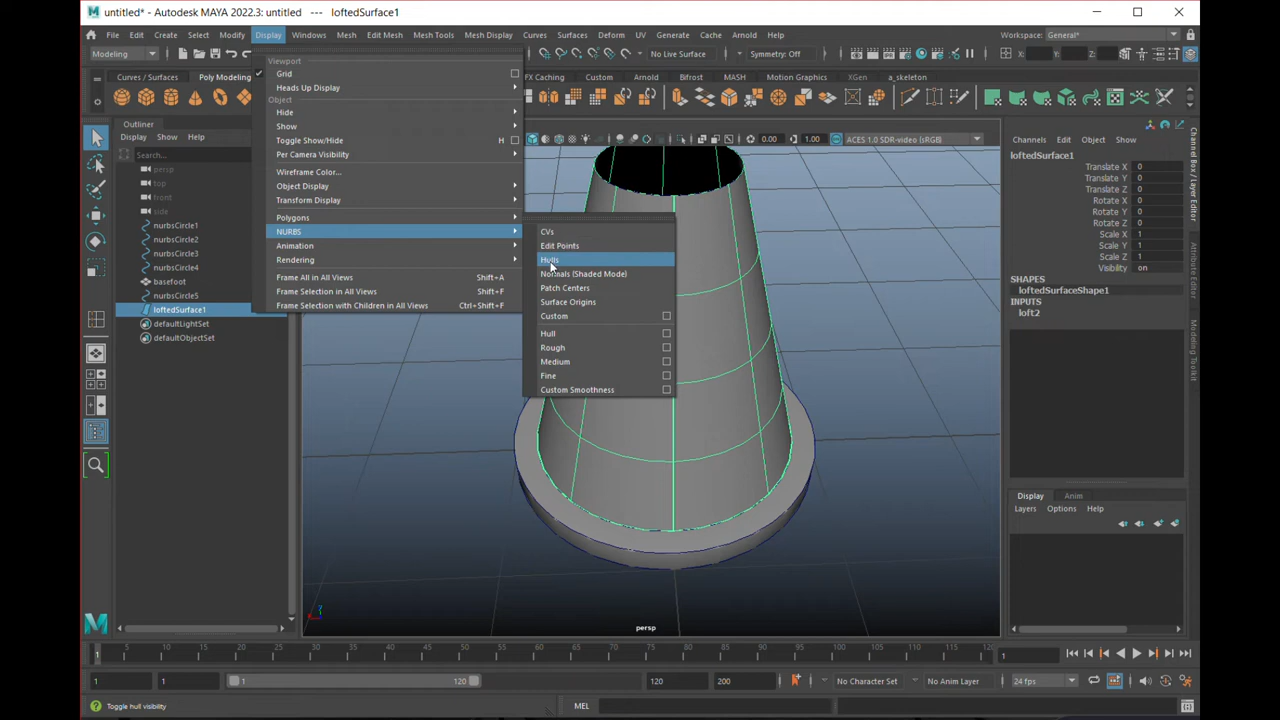 untitled* - Autodesk MAYA 2022.3: untitled --- loftedSurface1
File Edit Create Select Modify Display Windows Mesh Edit Mesh Mesh Tools Mesh Display Curves Surfaces Deform UV Generate Cache Arnold Help
Workspace: General*
Modeling
No Live Surface
Symmetry: Off
X:
Y:
Z:
Curves / Surfaces
Poly Modeling
FX Caching
Custom
Arnold
Bifrost
MASH
Motion Graphics
XGen
a_skeleton
Outliner
Display Show Help
Search...
persp
top
front
side
nurbsCircle1
nurbsCircle2
nurbsCircle3
nurbsCircle4
basefoot
nurbsCircle5
loftedSurface1
defaultLightSet
defaultObjectSet
Viewport
Grid
Heads Up Display
Object
Hide
Show
Toggle Show/Hide H
Per Camera Visibility
Wireframe Color...
Object Display
Transform Display
Polygons
NURBS
Animation
Rendering
Frame All in All Views Shift+A
Frame Selection in All Views Shift+F
Frame Selection with Children in All Views Ctrl+Shift+F
CVs
Edit Points
Hulls
Normals (Shaded Mode)
Patch Centers
Surface Origins
Custom
Hull
Rough
Medium
Fine
Custom Smoothness
0.00
1.00
ACES 1.0 SDR-video (sRGB)
persp
Channels Edit Object Show
loftedSurface1
Translate X 0
Translate Y 0
Translate Z 0
Rotate X 0
Rotate Y 0
Rotate Z 0
Scale X 1
Scale Y 1
Scale Z 1
Visibility on
SHAPES
loftedSurfaceShape1
INPUTS
loft2
Channel Box / Layer Editor
Modeling Toolkit
Attribute Editor
Display Anim
Layers Options Help
1 5 10 15 20 25 30 35 40 45 50 55 60 65 70 75 80 85 90 95 100 105 110 115 12
1
1
1
1
120
120
200
No Character Set
No Anim Layer
24 fps
Toggle hull visibility
MEL